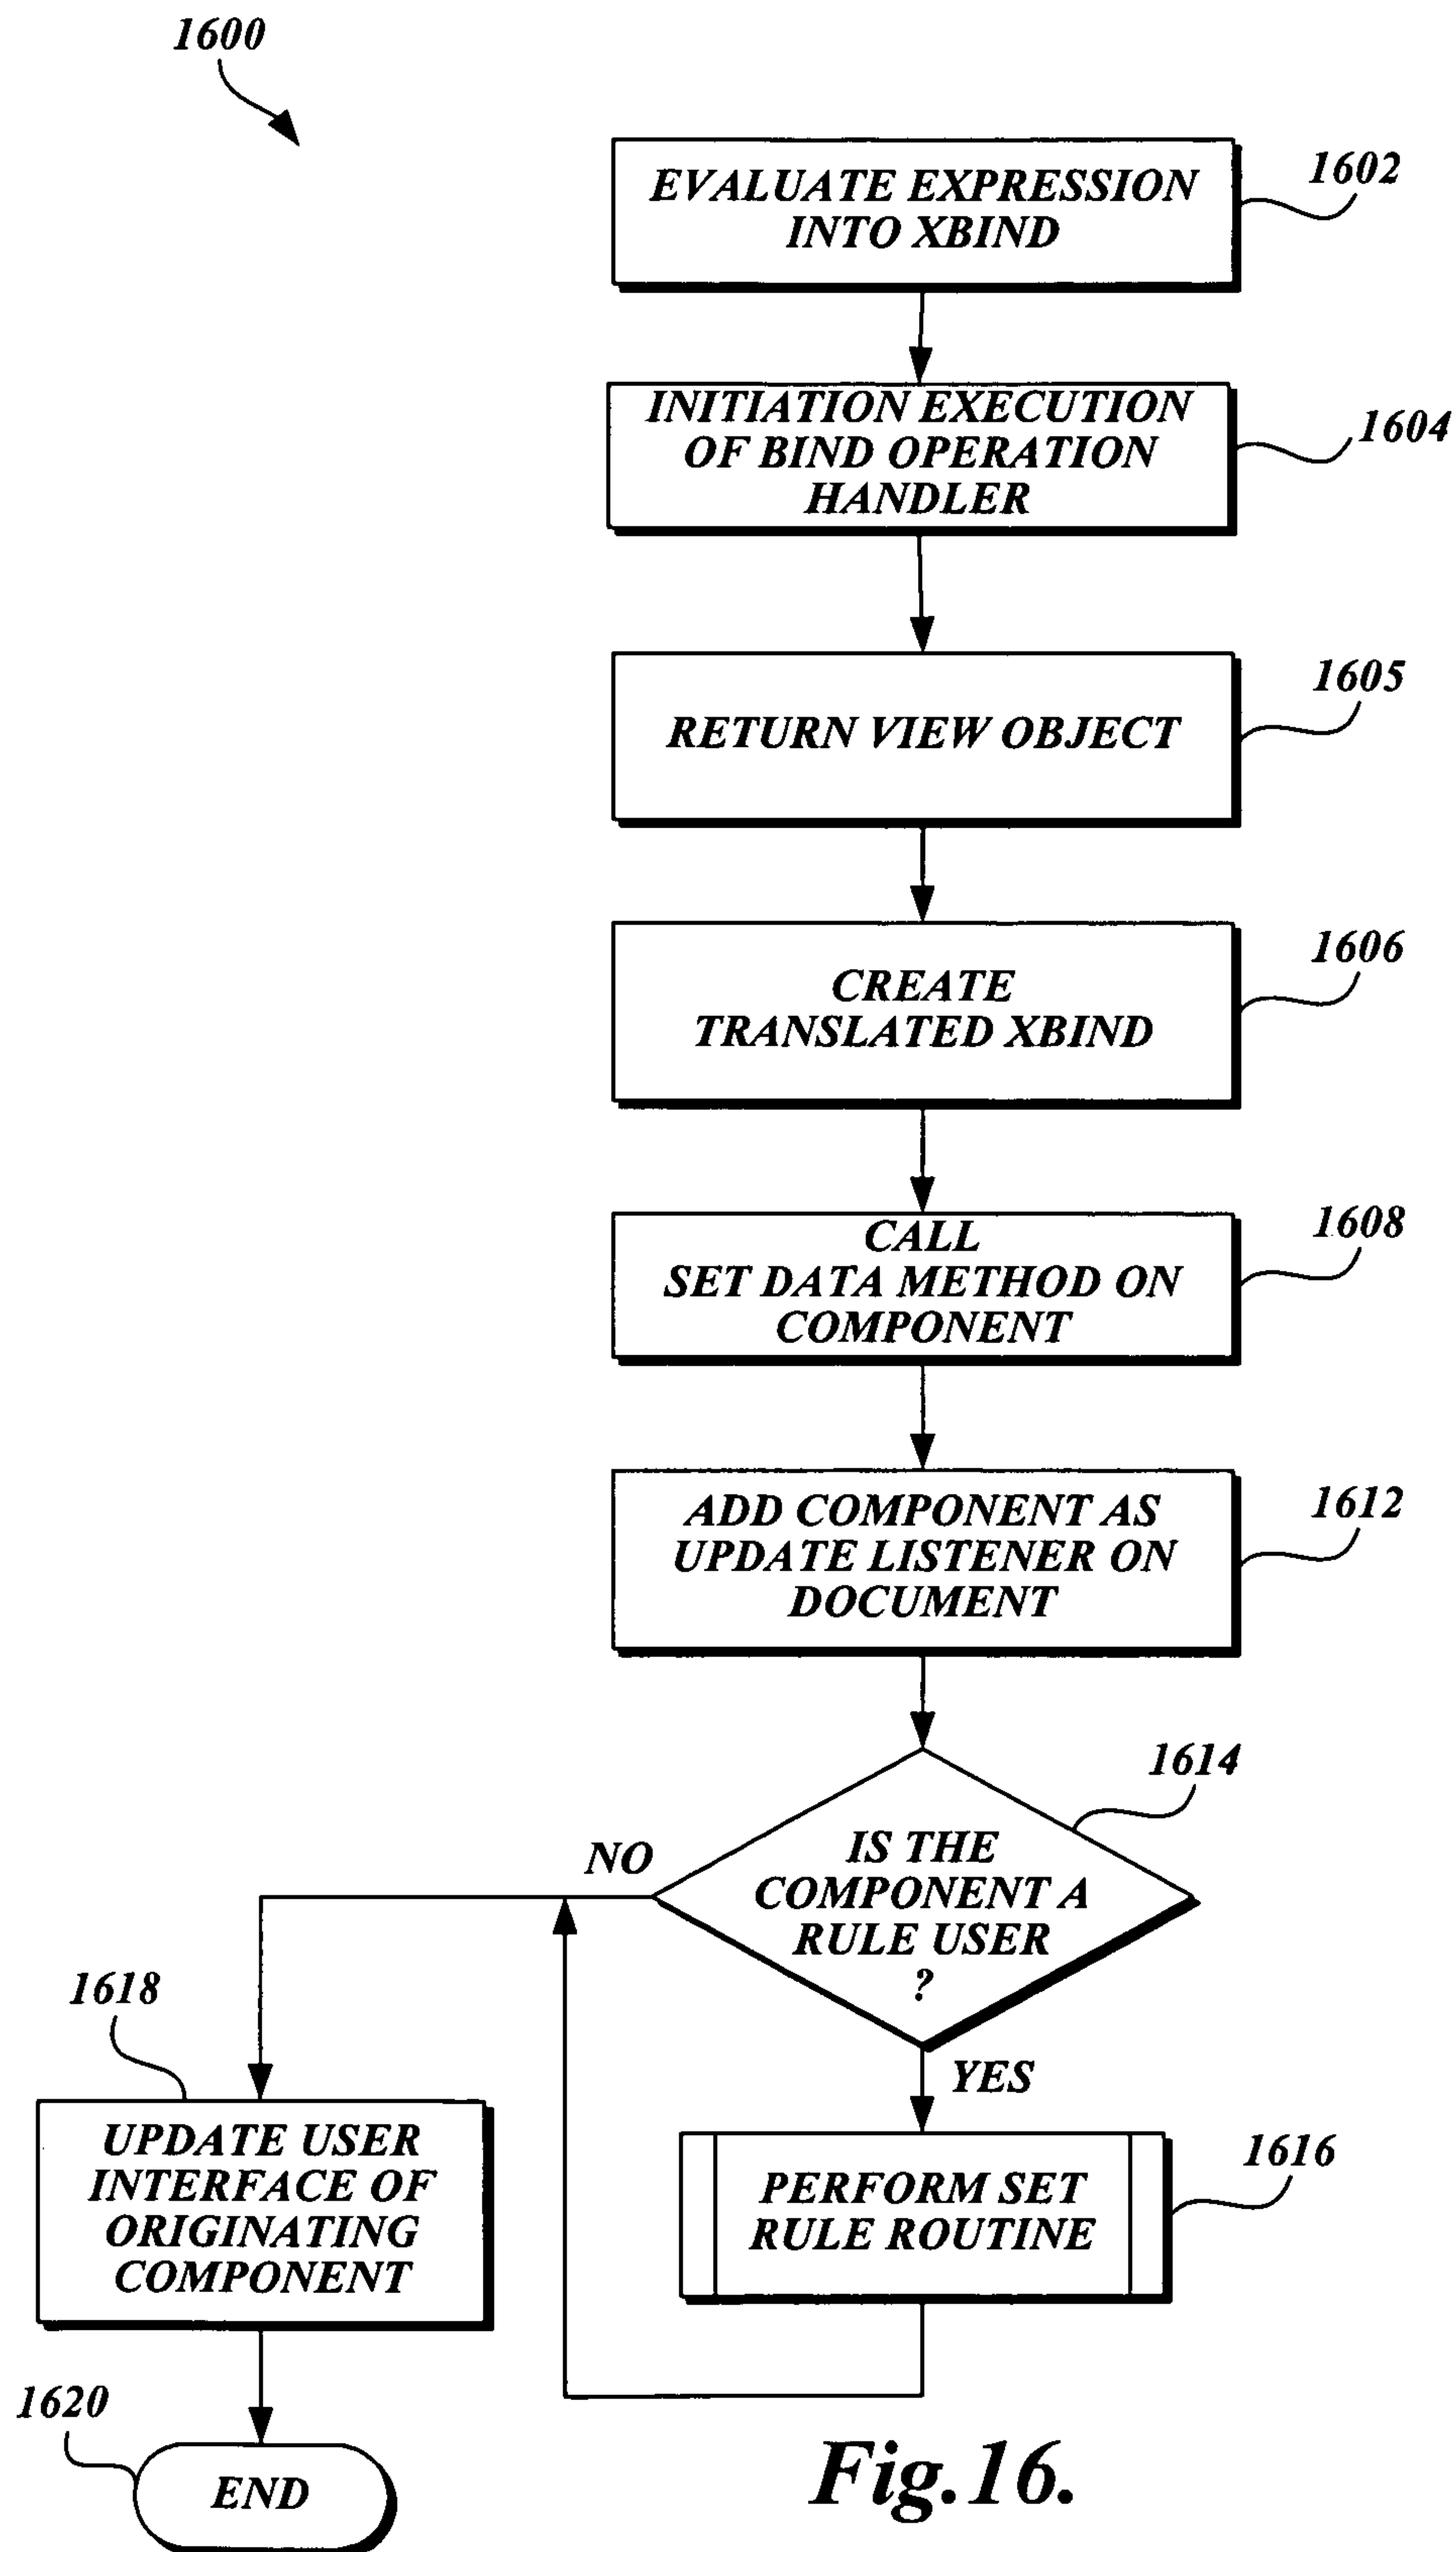 1600
EVALUATE EXPRESSION
INTO XBIND
1602
INITIATION EXECUTION
OF BIND OPERATION
HANDLER
1604
RETURN VIEW OBJECT
1605
CREATE
TRANSLATED XBIND
1606
CALL
SET DATA METHOD ON
COMPONENT
1608
ADD COMPONENT AS
UPDATE LISTENER ON
DOCUMENT
1612
IS THE
COMPONENT A
RULE USER
?
1614
NO
YES
PERFORM SET
RULE ROUTINE
1616
1618
UPDATE USER
INTERFACE OF
ORIGINATING
COMPONENT
1620
END
Fig.16.